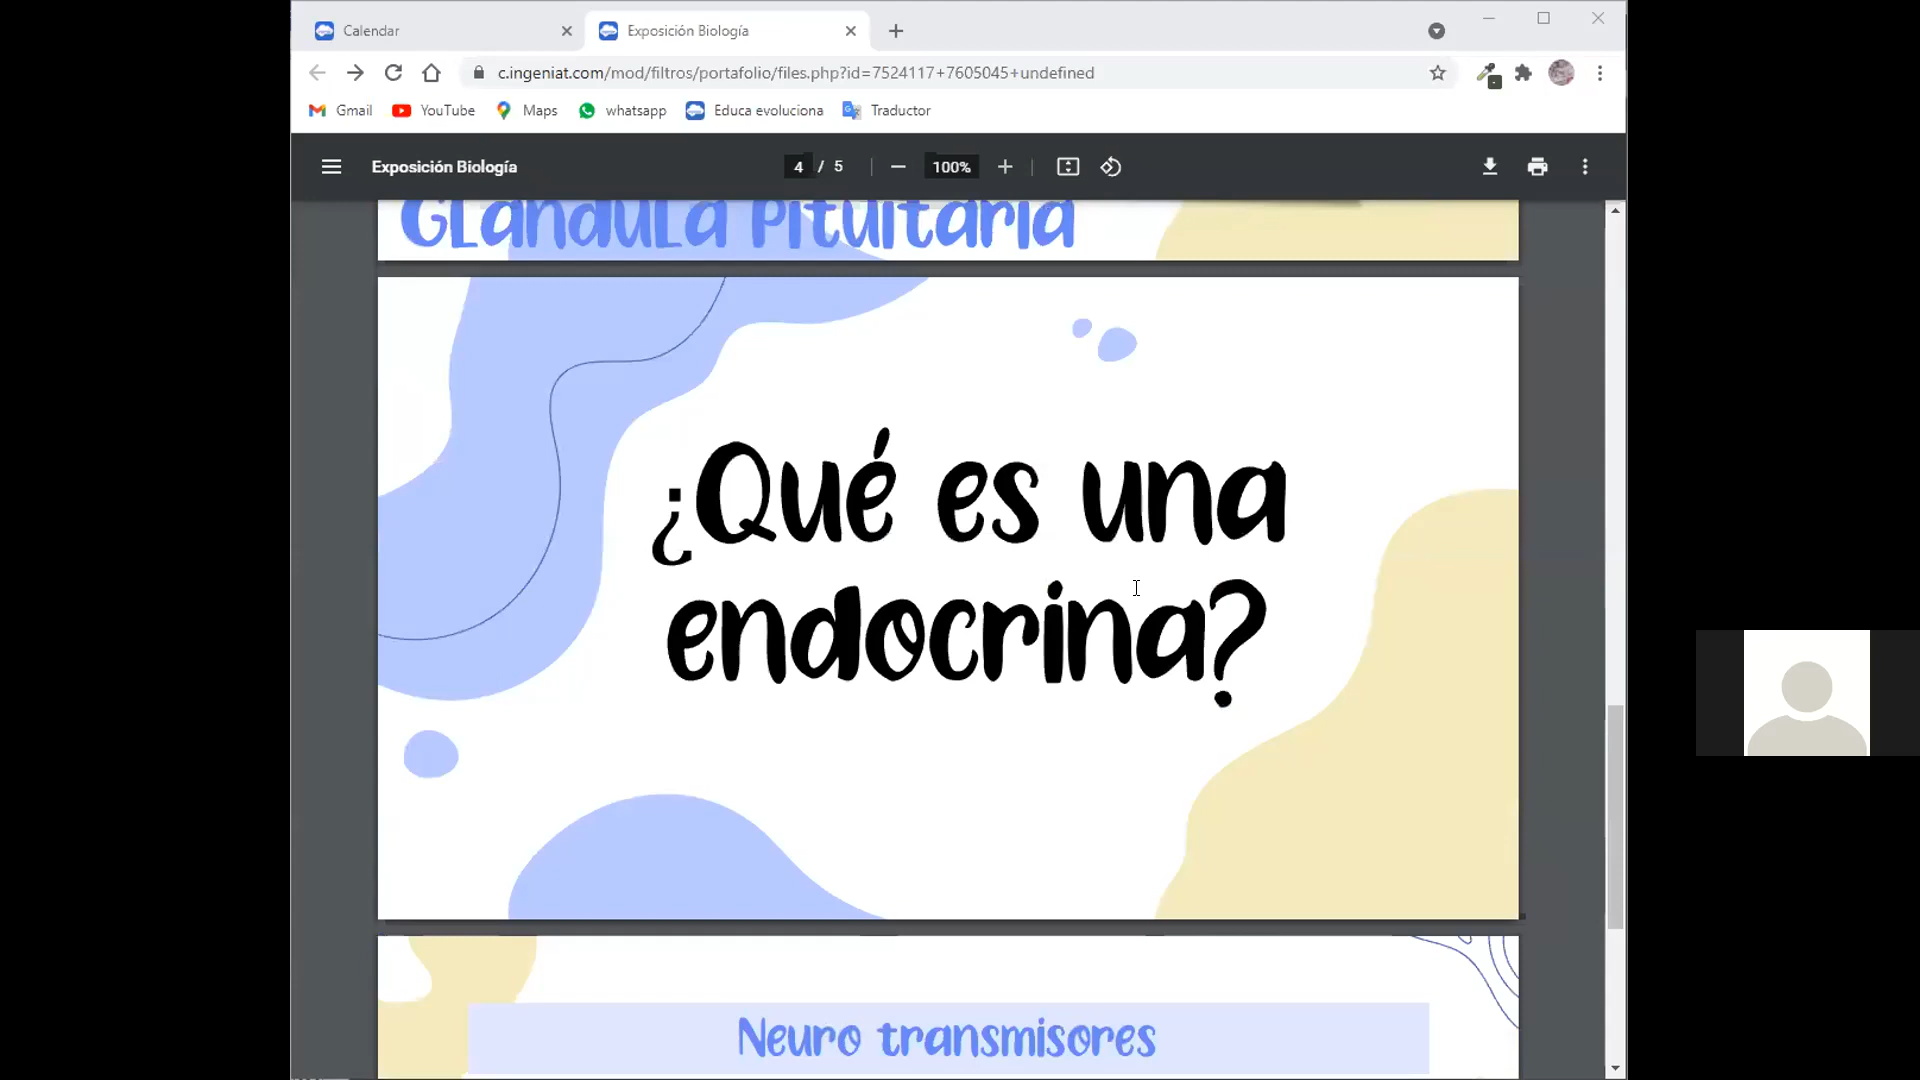 Calendar
Exposición Biología
c.ingeniat.com/mod/filtros/portafolio/files.php?id=7524117+7605045+undefined
Gmail
YouTube
Maps
whatsapp
Educa evoluciona
Traductor
Exposición Biología
4 / 5
100%
Glándula Pituitaria
¿Qué es una
endocrina?
Neuro transmisores